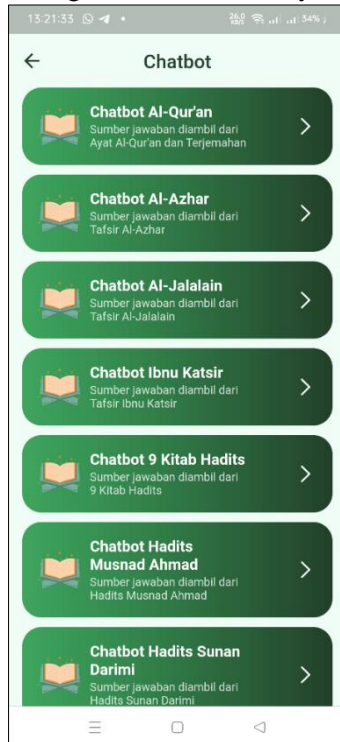 13:21:33
26.0
KB/S
34%
Chatbot
Chatbot Al-Qur'an
Sumber jawaban diambil dari
Ayat Al-Qur'an dan Terjemahan
Chatbot Al-Azhar
Sumber jawaban diambil dari
Tafsir Al-Azhar
Chatbot Al-Jalalain
Sumber jawaban diambil dari
Tafsir Al-Jalalain
Chatbot Ibnu Katsir
Sumber jawaban diambil dari
Tafsir Ibnu Katsir
Chatbot 9 Kitab Hadits
Sumber jawaban diambil dari
9 Kitab Hadits
Chatbot Hadits
Musnad Ahmad
Sumber jawaban diambil dari
Hadits Musnad Ahmad
Chatbot Hadits Sunan
Darimi
Sumber jawaban diambil dari
Hadits Sunan Darimi